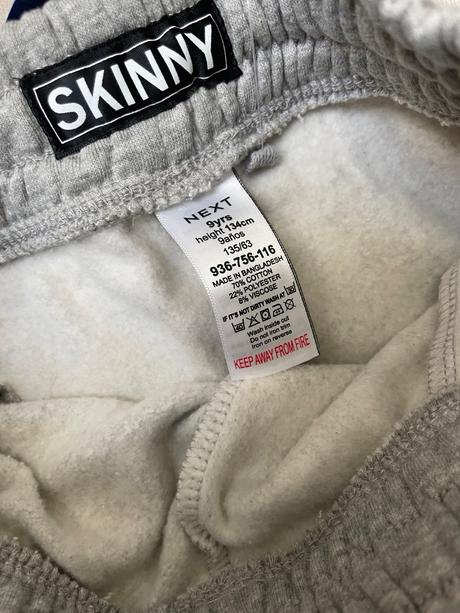 SKINNY
NEXT
9yrs
height 134cm
9años
135/63
936-756-116
MADE IN BANGLADESH
70% COTTON
22% POLYESTER
8% VISCOSE
IF IT'S NOT DIRTY WASH AT
Wash inside out
Do not iron trim
Iron on reverse
KEEP AWAY FROM FIRE